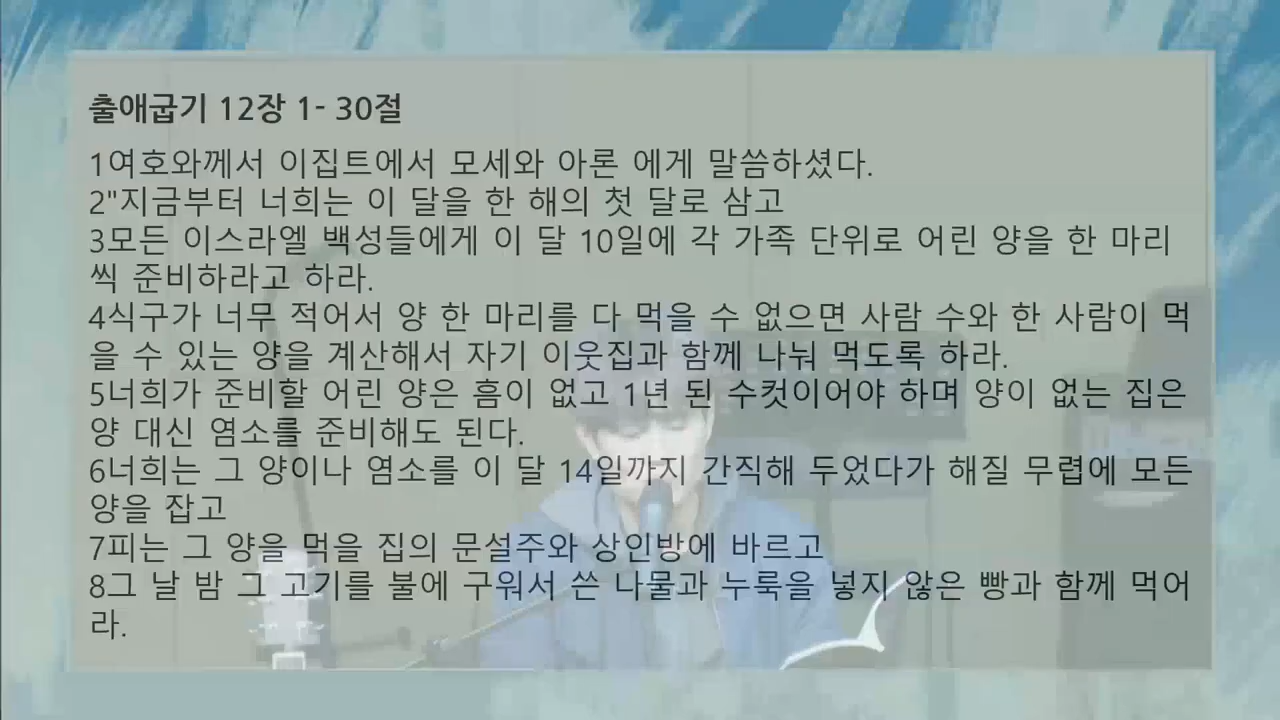 출애굽기 12장 1- 30절
1여호와께서 이집트에서 모세와 아론 에게 말씀하셨다.
2"지금부터 너희는 이 달을 한 해의 첫 달로 삼고
3모든 이스라엘 백성들에게 이 달 10일에 각 가족 단위로 어린 양을 한 마리
씩 준비하라고 하라.
4식구가 너무 적어서 양 한 마리를 다 먹을 수 없으면 사람 수와 한 사람이 먹
을 수 있는 양을 계산해서 자기 이웃집과 함께 나눠 먹도록 하라.
5너희가 준비할 어린 양은 흠이 없고 1년 된 수컷이어야 하며 양이 없는 집은
양 대신 염소를 준비해도 된다.
6너희는 그 양이나 염소를 이 달 14일까지 간직해 두었다가 해질 무렵에 모든
양을 잡고
7피는 그 양을 먹을 집의 문설주와 상인방에 바르고
8그 날 밤 그 고기를 불에 구워서 쓴 나물과 누룩을 넣지 않은 빵과 함께 먹어
라.